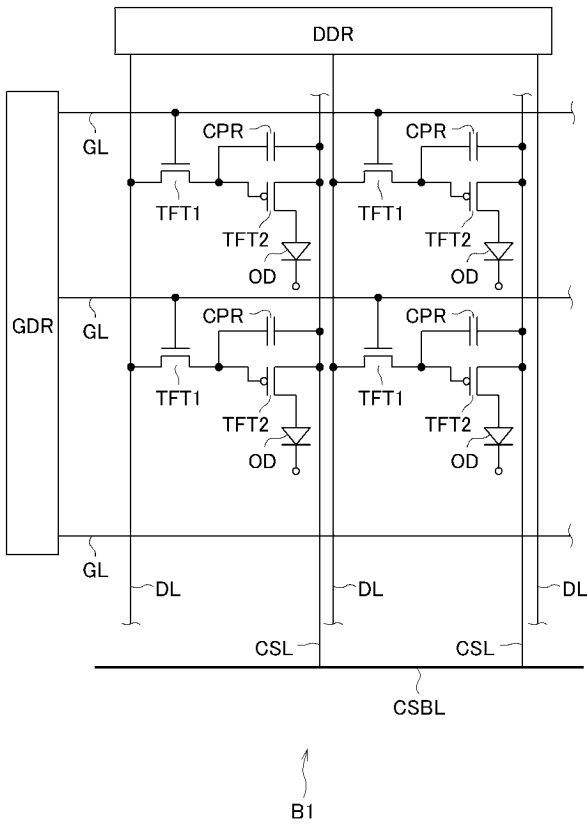 DDR
GL
CPR
CPR
TFT1
TFT2
TFT1
TFT2
OD
OD
GDR
GL
CPR
CPR
TFT1
TFT2
TFT1
TFT2
OD
OD
GL
DL
DL
DL
CSL
CSL
CSBL
B1